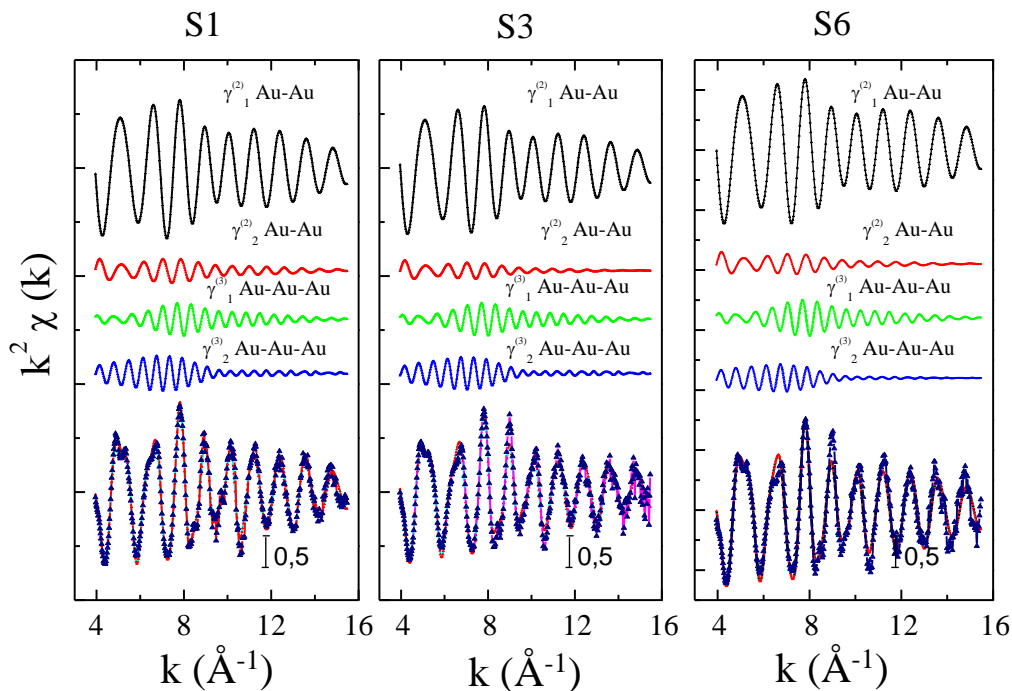 S1
S3
S6
k² χ (k)
γ⁽²⁾₁ Au-Au
γ⁽²⁾₂ Au-Au
γ⁽³⁾₁ Au-Au-Au
γ⁽³⁾₂ Au-Au-Au
0,5
4 8 12 16
k (Å⁻¹)
γ⁽²⁾₁ Au-Au
γ⁽²⁾₂ Au-Au
γ⁽³⁾₁ Au-Au-Au
γ⁽³⁾₂ Au-Au-Au
0,5
4 8 12 16
k (Å⁻¹)
γ⁽²⁾₁ Au-Au
γ⁽²⁾₂ Au-Au
γ⁽³⁾₁ Au-Au-Au
γ⁽³⁾₂ Au-Au-Au
0,5
4 8 12 16
k (Å⁻¹)